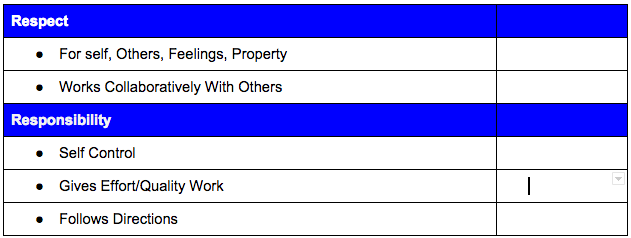 Respect
● For self, Others, Feelings, Property
● Works Collaboratively With Others
Responsibility
● Self Control
● Gives Effort/Quality Work
● Follows Directions